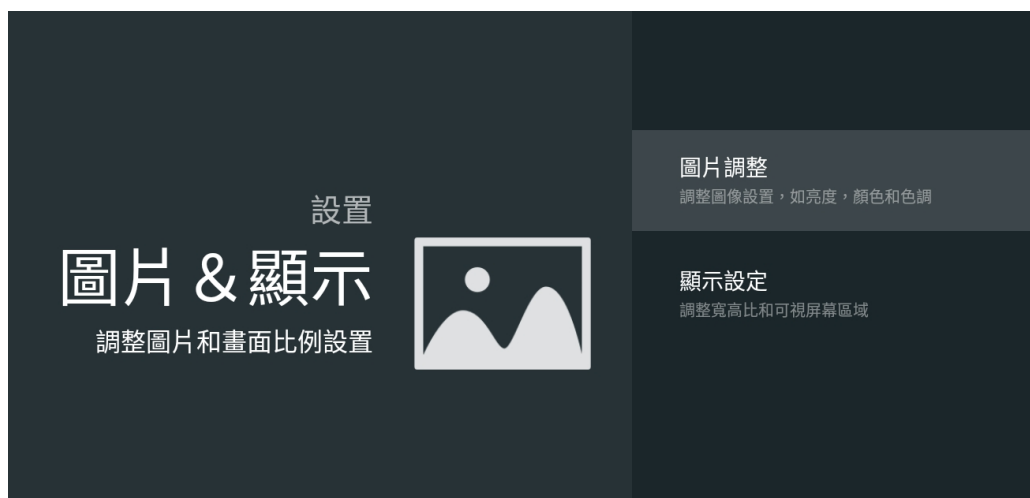 設置
圖片＆顯示
調整圖片和畫面比例設置
圖片調整
調整圖像設置，如亮度，顏色和色調
顯示設定
調整寬高比和可視屏幕區域